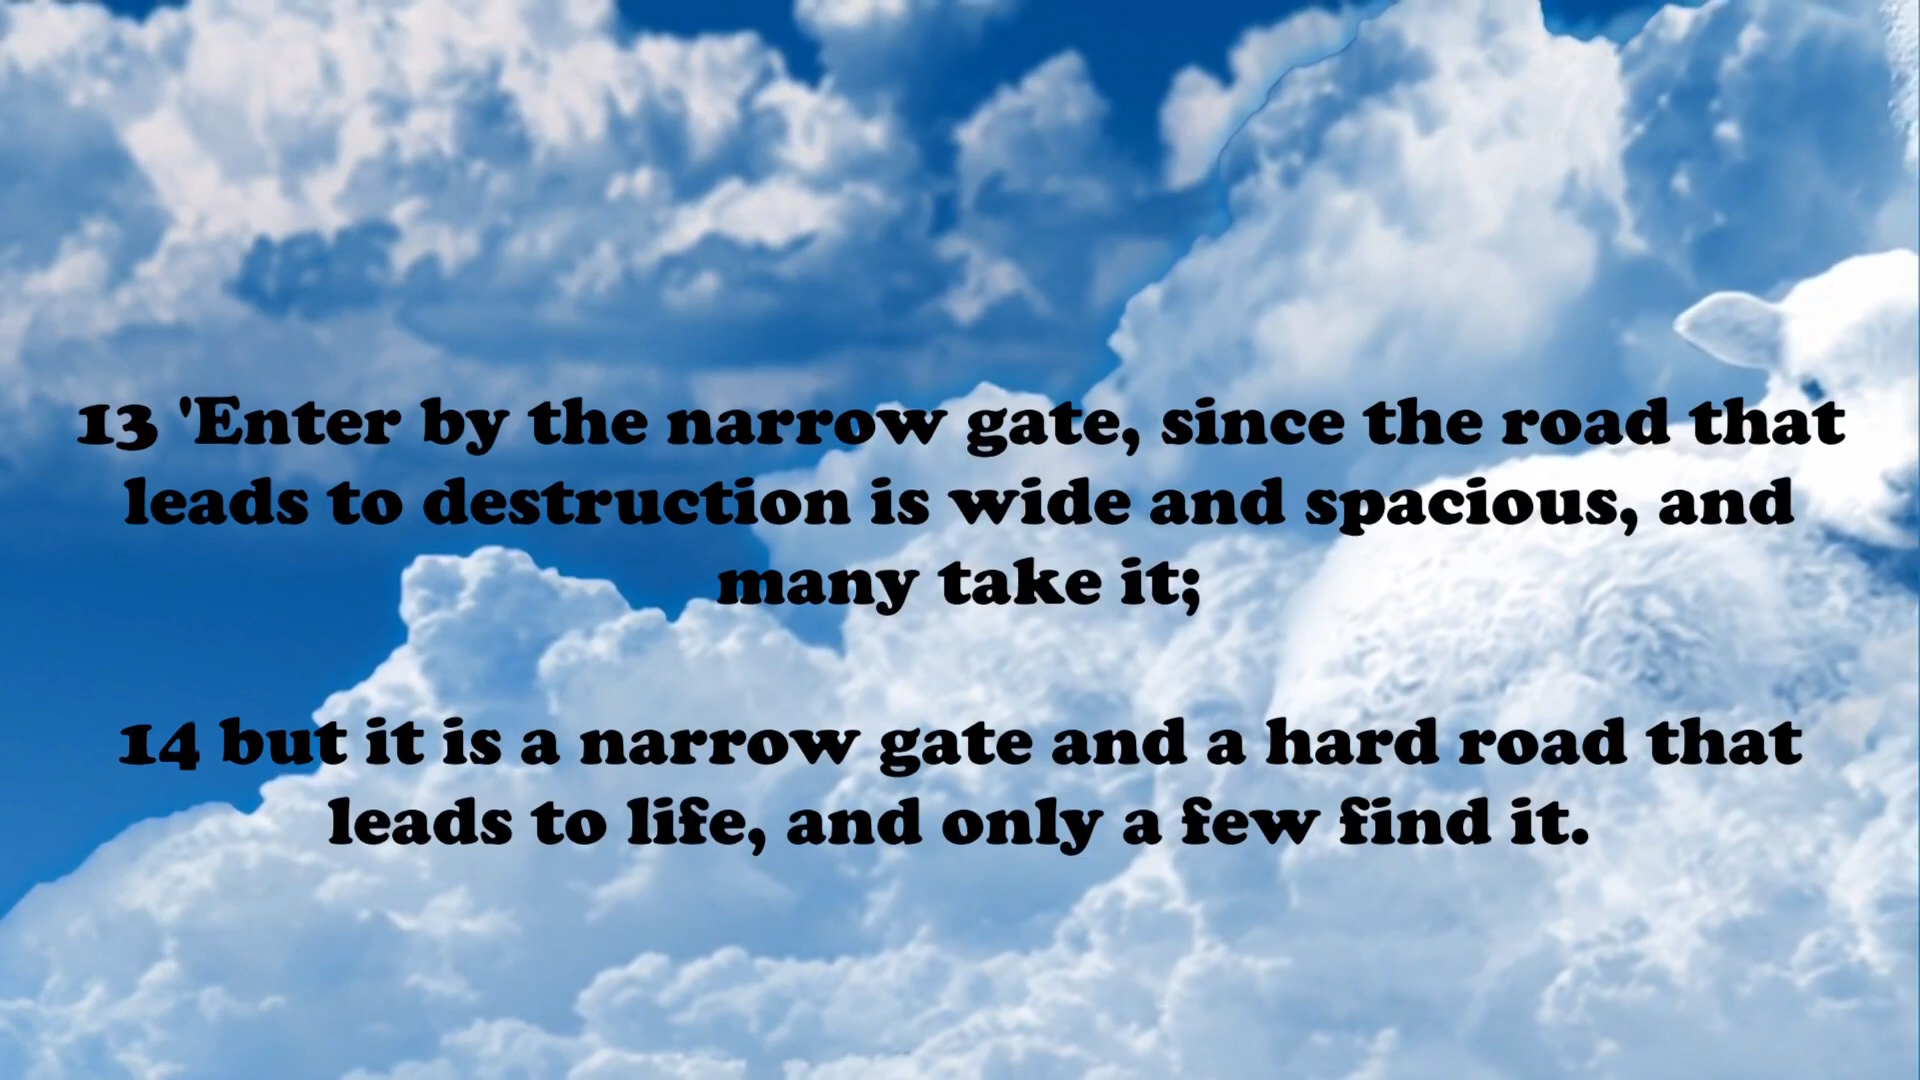 13 'Enter by the narrow gate, since the road that
leads to destruction is wide and spacious, and
many take it;
14 but it is a narrow gate and a hard road that
leads to life, and only a few find it.